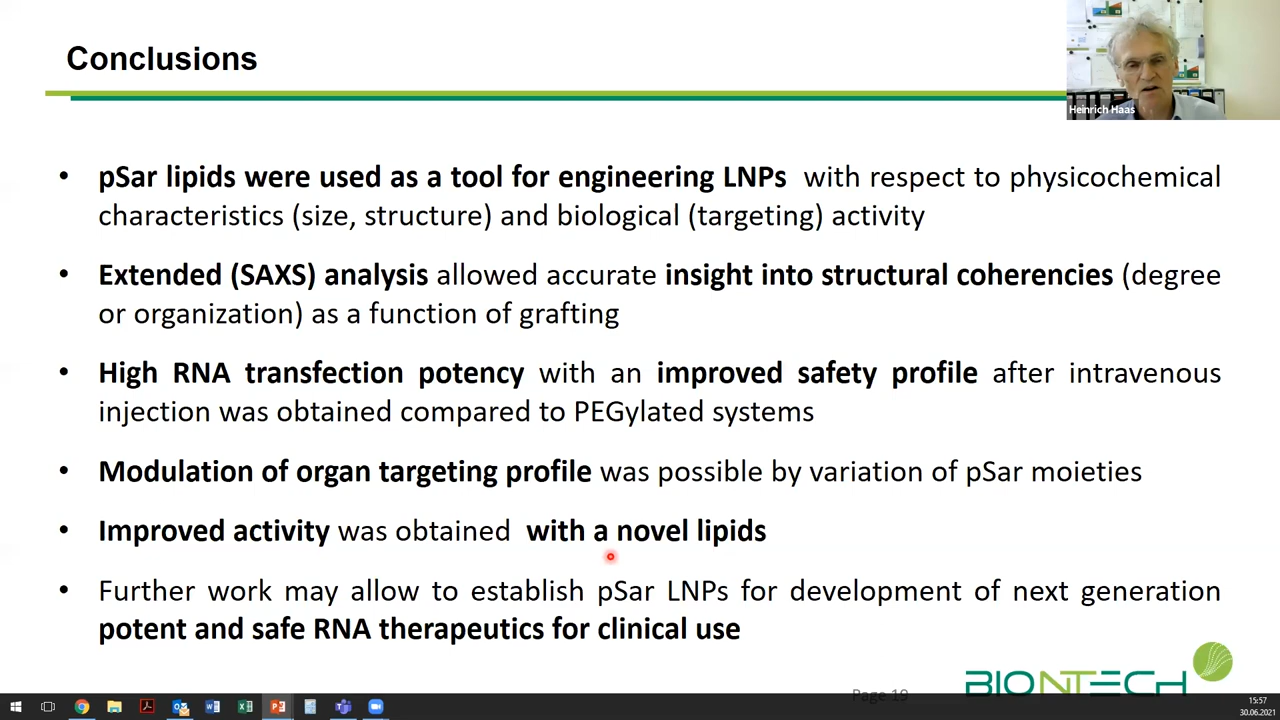 Conclusions
Heinrich Haas
• pSar lipids were used as a tool for engineering LNPs with respect to physicochemical
characteristics (size, structure) and biological (targeting) activity
• Extended (SAXS) analysis allowed accurate insight into structural coherencies (degree
or organization) as a function of grafting
• High RNA transfection potency with an improved safety profile after intravenous
injection was obtained compared to PEGylated systems
• Modulation of organ targeting profile was possible by variation of pSar moieties
• Improved activity was obtained with a novel lipids
• Further work may allow to establish pSar LNPs for development of next generation
potent and safe RNA therapeutics for clinical use
BIONTECH
Page 19
15:57
30.06.2021